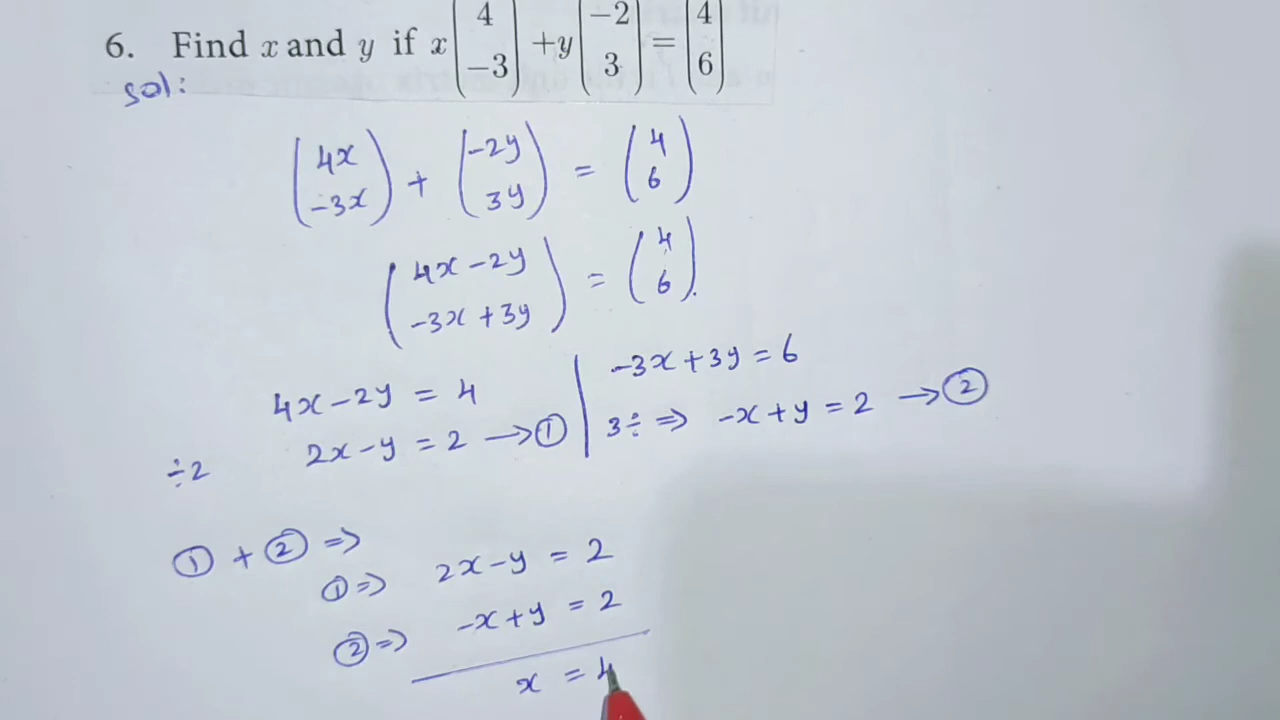 6. Find x and y if x(4 -3) +y(-2 3) = (4 6)
Sol:
(4x -3x) + (-2y 3y) = (4 6)
(4x -2y -3x +3y) = (4 6).
4x -2y = 4
÷2 2x -y = 2 → ①
-3x +3y = 6
3÷ ⇒ -x + y = 2 → ②
① + ② ⇒
① ⇒ 2x -y = 2
② ⇒ -x + y = 2
x = 4